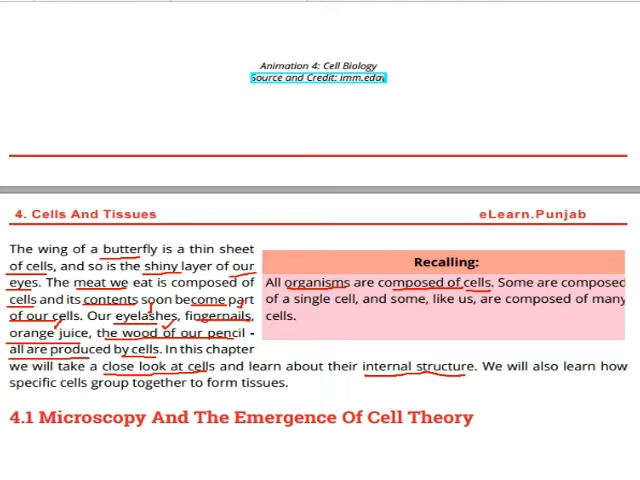 Animation 4: Cell Biology
Source and Credit: imm.eday
4. Cells And Tissues
eLearn.Punjab
The wing of a butterfly is a thin sheet
of cells, and so is the shiny layer of our
eyes. The meat we eat is composed of
cells and its contents soon become part
of our cells. Our eyelashes, fingernails,
orange juice, the wood of our pencil -
all are produced by cells. In this chapter
we will take a close look at cells and learn about their internal structure. We will also learn how
specific cells group together to form tissues.
Recalling:
All organisms are composed of cells. Some are composed
of a single cell, and some, like us, are composed of many
cells.
4.1 Microscopy And The Emergence Of Cell Theory